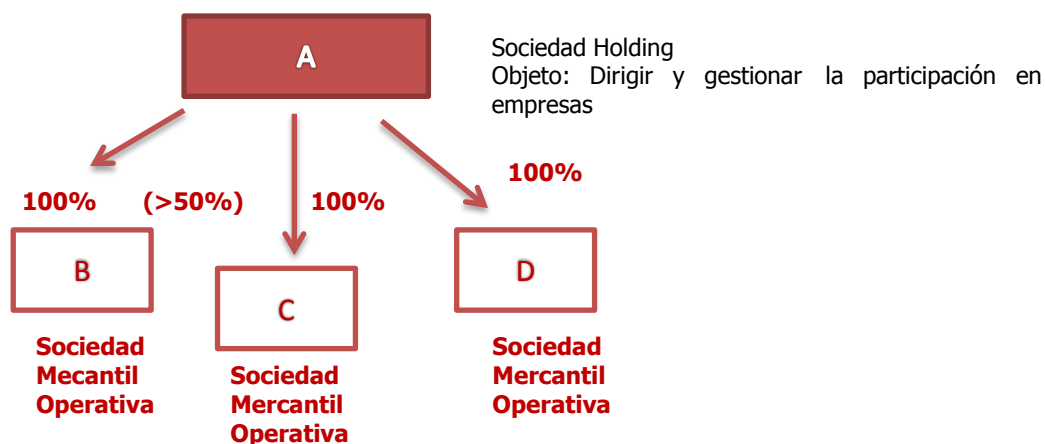 A
Sociedad Holding
Objeto: Dirigir y gestionar la participación en
empresas
100%
100% (>50%) 100%
B
D
C
Sociedad
Mecantil
Operativa
Sociedad
Mercantil
Operativa
Sociedad
Mercantil
Operativa